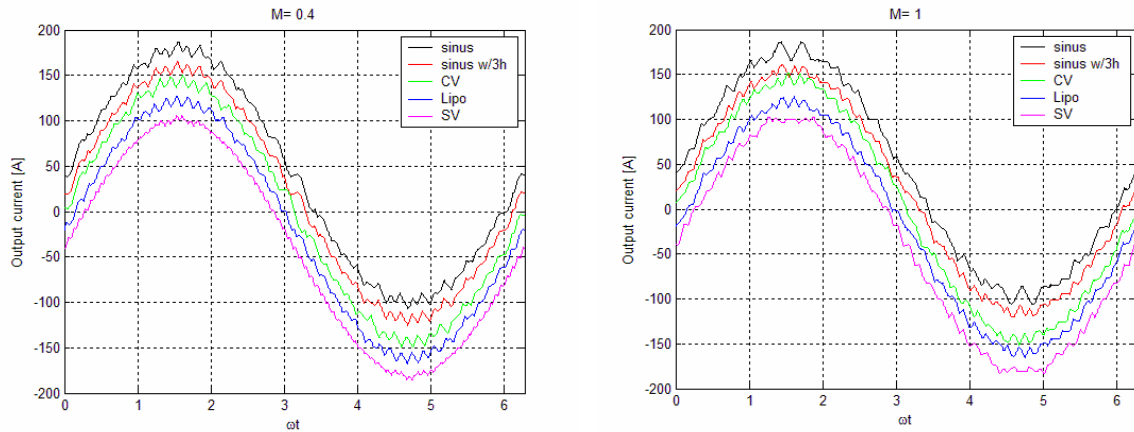 M= 0.4
200
150
100
50
0
-50
-100
-150
-200
Output current [A]
0 1 2 3 4 5 6
ωt
sinus
sinus w/3h
CV
Lipo
SV
M= 1
200
150
100
50
0
-50
-100
-150
-200
Output current [A]
0 1 2 3 4 5 6
ωt
sinus
sinus w/3h
CV
Lipo
SV